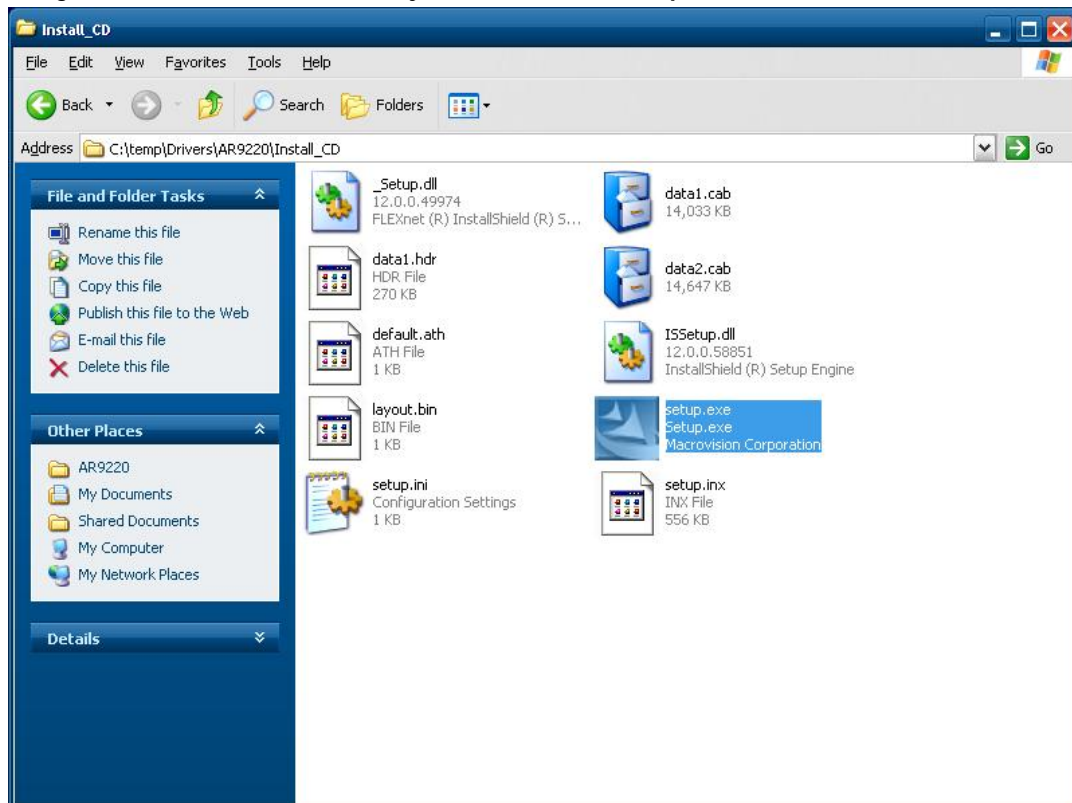 Install_CD
File Edit View Favorites Tools Help
Back Search Folders
Address C:\temp\Drivers\AR9220\Install_CD Go
File and Folder Tasks
Rename this file
Move this file
Copy this file
Publish this file to the Web
E-mail this file
Delete this file
Other Places
AR9220
My Documents
Shared Documents
My Computer
My Network Places
Details
_Setup.dll
12.0.0.49974
FLEXnet (R) InstallShield (R) S...
data1.cab
14,033 KB
data1.hdr
HDR File
270 KB
data2.cab
14,647 KB
default.ath
ATH File
1 KB
ISSetup.dll
12.0.0.58851
InstallShield (R) Setup Engine
layout.bin
BIN File
1 KB
setup.exe
Setup.exe
Macrovision Corporation
setup.ini
Configuration Settings
1 KB
setup.inx
INX File
556 KB